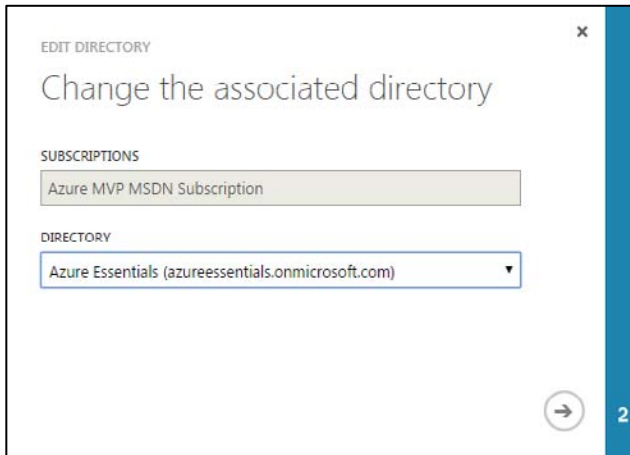 EDIT DIRECTORY
Change the associated directory
SUBSCRIPTIONS
Azure MVP MSDN Subscription
DIRECTORY
Azure Essentials (azureessentials.onmicrosoft.com)
2